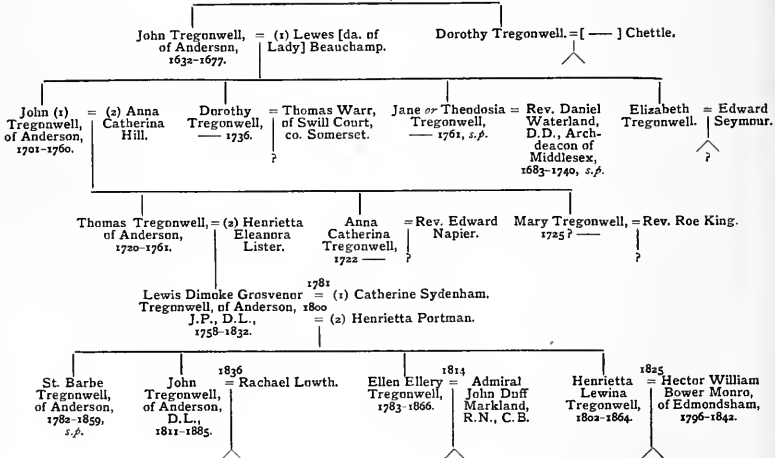 John Tregonwell, = (1) Lewes [da. of
of Anderson, Lady] Beauchamp.
1632–1677.
Dorothy Tregonwell. = [ — ] Chettle.
John (1) = (2) Anna
Tregonwell, Catherina
of Anderson, Hill.
1701–1760.
Dorothy = Thomas Warr,
Tregonwell, of Swill Court,
— 1736. co. Somerset.
?
Jane or Theodosia = Rev. Daniel
Tregonwell, Waterland,
— 1761, s.p. D.D., Arch-
deacon of
Middlesex,
1683–1740, s.p.
Elizabeth = Edward
Tregonwell. Seymour.
?
Thomas Tregonwell, = (2) Henrietta
of Anderson, Eleanora
1720–1761. Lister.
Anna = Rev. Edward
Catherina Napier.
Tregonwell,
1722 — ?
Mary Tregonwell, = Rev. Roe King.
1725 ? —
?
1781
Lewis Dimoke Grosvenor = (1) Catherine Sydenham.
Tregonwell, of Anderson, 1800
J.P., D.L., = (2) Henrietta Portman.
1758–1832.
St. Barbe
Tregonwell,
of Anderson,
1782–1859,
s.p.
1836
John = Rachael Lowth.
Tregonwell,
of Anderson,
D.L.,
1811–1885.
1814
Ellen Ellery = Admiral
Tregonwell, John Duff
1783–1866. Markland,
R.N., C.B.
1825
Henrietta = Hector William
Lewina Bower Monro,
Tregonwell, of Edmondsham,
1802–1864. 1796–1842.